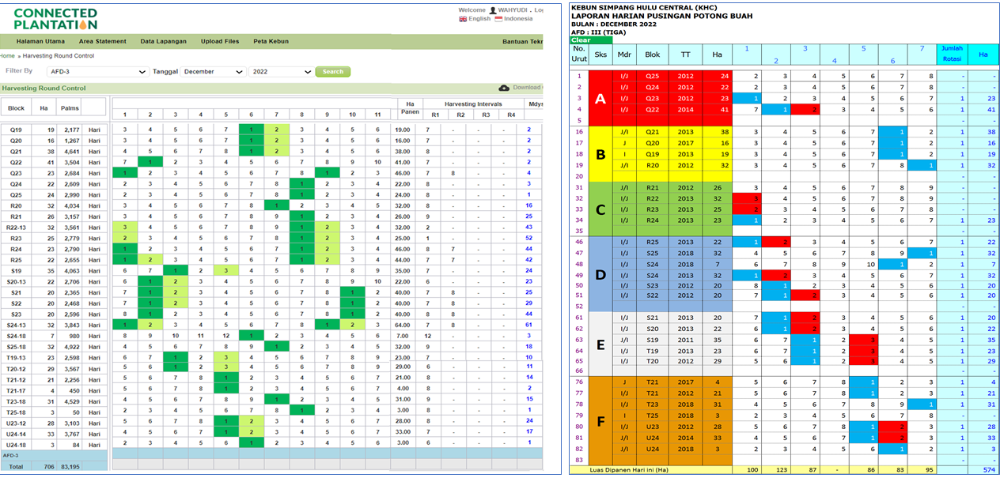 CONNECTED
PLANTATION
Welcome WAHYUDI . Lo
English Indonesia
Halaman Utama Area Statement Data Lapangan Upload Files Peta Kebun Bantuan Tekn
Home » Harvesting Round Control
Filter By AFD-3 Tanggal December 2022 Search
Harvesting Round Control Download
Block Ha Palms 1 2 3 4 5 6 7 8 9 10 11 Ha Panen Harvesting Intervals R1 R2 R3 R4 Mdys
Q19 19 2,177 Hari 3 4 5 6 7 1 2 3 4 5 6 19.00 7 - - - 2
Q20 16 1,267 Hari 3 4 5 6 7 1 2 3 4 5 6 16.00 7 - - - 2
Q21 38 4,641 Hari 4 5 6 7 8 1 2 3 4 5 6 38.00 8 - - - 2
Q22 41 3,504 Hari 7 1 2 3 4 5 6 7 8 9 10 41.00 7 - - - 2
Q23 23 2,684 Hari 1 2 3 4 5 6 7 8 1 2 3 46.00 7 8 - - 4
Q24 22 2,609 Hari 2 3 4 5 6 7 8 1 2 3 4 22.00 8 - - - 3
Q25 24 2,990 Hari 2 3 4 5 6 7 8 1 2 3 4 24.00 8 - - - 1
R20 32 4,034 Hari 3 4 5 6 7 8 1 2 3 4 5 32.00 8 - - - 16
R21 26 3,157 Hari 3 4 5 6 7 8 9 1 2 3 4 26.00 9 - - - 25
R22-13 32 3,561 Hari 3 4 5 6 7 8 9 1 2 3 4 32.00 2 - - - 43
R23 25 2,779 Hari 2 3 4 5 6 7 8 1 2 3 4 25.00 1 - - - 52
R24 23 2,790 Hari 1 2 3 4 5 6 7 1 2 3 4 46.00 8 7 - - 44
R25 22 2,655 Hari 1 2 3 4 5 6 7 1 2 3 4 44.00 7 7 - - 42
S19 35 4,063 Hari 6 7 1 2 3 4 5 6 7 8 9 35.00 7 - - - 24
S20-13 22 2,706 Hari 6 1 2 3 4 5 6 7 8 9 10 22.00 6 - - - 23
S21 20 2,365 Hari 7 1 2 3 4 5 6 7 8 1 2 40.00 7 8 - - 25
S22 20 2,468 Hari 7 1 2 3 4 5 6 7 8 1 2 40.00 7 8 - - 29
S23 20 2,596 Hari 8 1 2 3 4 5 6 7 8 1 2 40.00 8 8 - - 44
S24-13 32 3,843 Hari 1 2 3 4 5 6 7 8 1 2 3 64.00 7 8 - - 61
S24-18 7 980 Hari 8 9 10 11 12 1 2 3 4 5 6 7.00 12 - - - 3
S25-18 32 4,922 Hari 4 5 6 7 8 9 1 2 3 4 5 32.00 9 - - - 18
T19-13 23 2,598 Hari 6 7 1 2 3 4 5 6 7 8 9 23.00 7 - - - 10
T20-12 29 3,567 Hari 5 6 1 2 3 4 5 6 7 8 9 29.00 6 - - - 11
T21-12 21 2,256 Hari 5 6 7 8 1 2 3 4 5 6 7 21.00 8 - - - 14
T21-17 4 450 Hari 5 6 7 8 1 2 3 4 5 6 7 4.00 8 - - - 2
T23-18 31 4,529 Hari 4 5 6 7 8 9 1 2 3 4 5 31.00 9 - - - 15
T25-18 3 50 Hari 2 3 4 5 6 7 8 1 2 3 4 3.00 8 - - - 1
U23-12 28 3,103 Hari 5 6 7 8 1 2 3 4 5 6 7 28.00 8 - - - 24
U24-14 33 3,767 Hari 4 5 6 7 1 2 3 4 5 6 7 33.00 7 - - - 17
U24-18 3 84 Hari 2 3 4 5 6 1 2 3 4 5 6 3.00 6 - - - 1
AFD-3
Total 706 83,195
KEBUN SIMPANG HULU CENTRAL (KHC)
LAPORAN HARIAN PUSINGAN POTONG BUAH
BULAN : DECEMBER 2022
AFD : III (TIGA)
Clear
No. Urut Sks Mdr Blok TT Ha 1 2 3 4 5 6 7 Jumlah Rotasi Ha
A
1 I/J Q25 2012 24 2 3 4 5 6 7 8 - -
2 I/J Q24 2012 22 2 3 4 5 6 7 8 - -
3 I/J Q23 2012 23 1 2 3 4 5 6 7 1 23
4 I/J Q22 2014 41 7 1 2 3 4 5 6 1 41
5 - -
B
16 J/I Q21 2013 38 3 4 5 6 7 1 2 1 38
17 J Q20 2017 16 3 4 5 6 7 1 2 1 16
18 I Q19 2013 19 3 4 5 6 7 1 2 1 19
19 J/I R20 2012 32 3 4 5 6 7 8 1 1 32
20 - -
C
31 J/I R21 2012 26 3 4 5 6 7 8 9 - -
32 J/I R22 2013 32 3 4 5 6 7 8 9 - -
33 J/I R23 2013 25 2 3 4 5 6 7 8 - -
34 J/I R24 2013 23 1 2 3 4 5 6 7 1 23
35 - -
D
46 I/J R25 2013 22 1 2 3 4 5 6 7 1 22
47 I/J S25 2018 32 4 5 6 7 8 9 1 1 32
48 I/J S24 2018 7 6 7 8 9 10 1 2 1 7
49 I/J S24 2013 32 1 2 3 4 5 6 7 1 32
50 I/J S23 2012 20 8 1 2 3 4 5 6 1 20
51 I/J S22 2012 20 7 1 2 3 4 5 6 1 20
52 - -
E
61 I/J S21 2013 20 7 1 2 3 4 5 6 1 20
62 I/J S20 2013 22 6 1 2 3 4 5 6 1 22
63 J/I S19 2011 35 6 7 1 2 3 4 5 1 35
64 I/J T19 2013 23 6 7 1 2 3 4 5 1 23
65 I/J T20 2012 29 5 6 1 2 3 4 5 1 29
66 - -
F
76 J T21 2017 4 5 6 7 8 1 2 3 1 4
77 I/J T21 2012 21 5 6 7 8 1 2 3 1 21
78 I/J T23 2018 31 4 5 6 7 8 9 1 1 31
79 I T25 2018 3 2 3 4 5 6 7 8 - -
80 I/J U23 2012 28 5 6 7 8 1 2 3 1 28
81 J/I U24 2014 33 4 5 6 7 1 2 3 1 33
82 J/I U24 2018 3 2 3 4 5 6 1 2 1 3
83 - -
Luas Dipanen Hari ini (Ha) 100 123 87 - 86 83 95 574